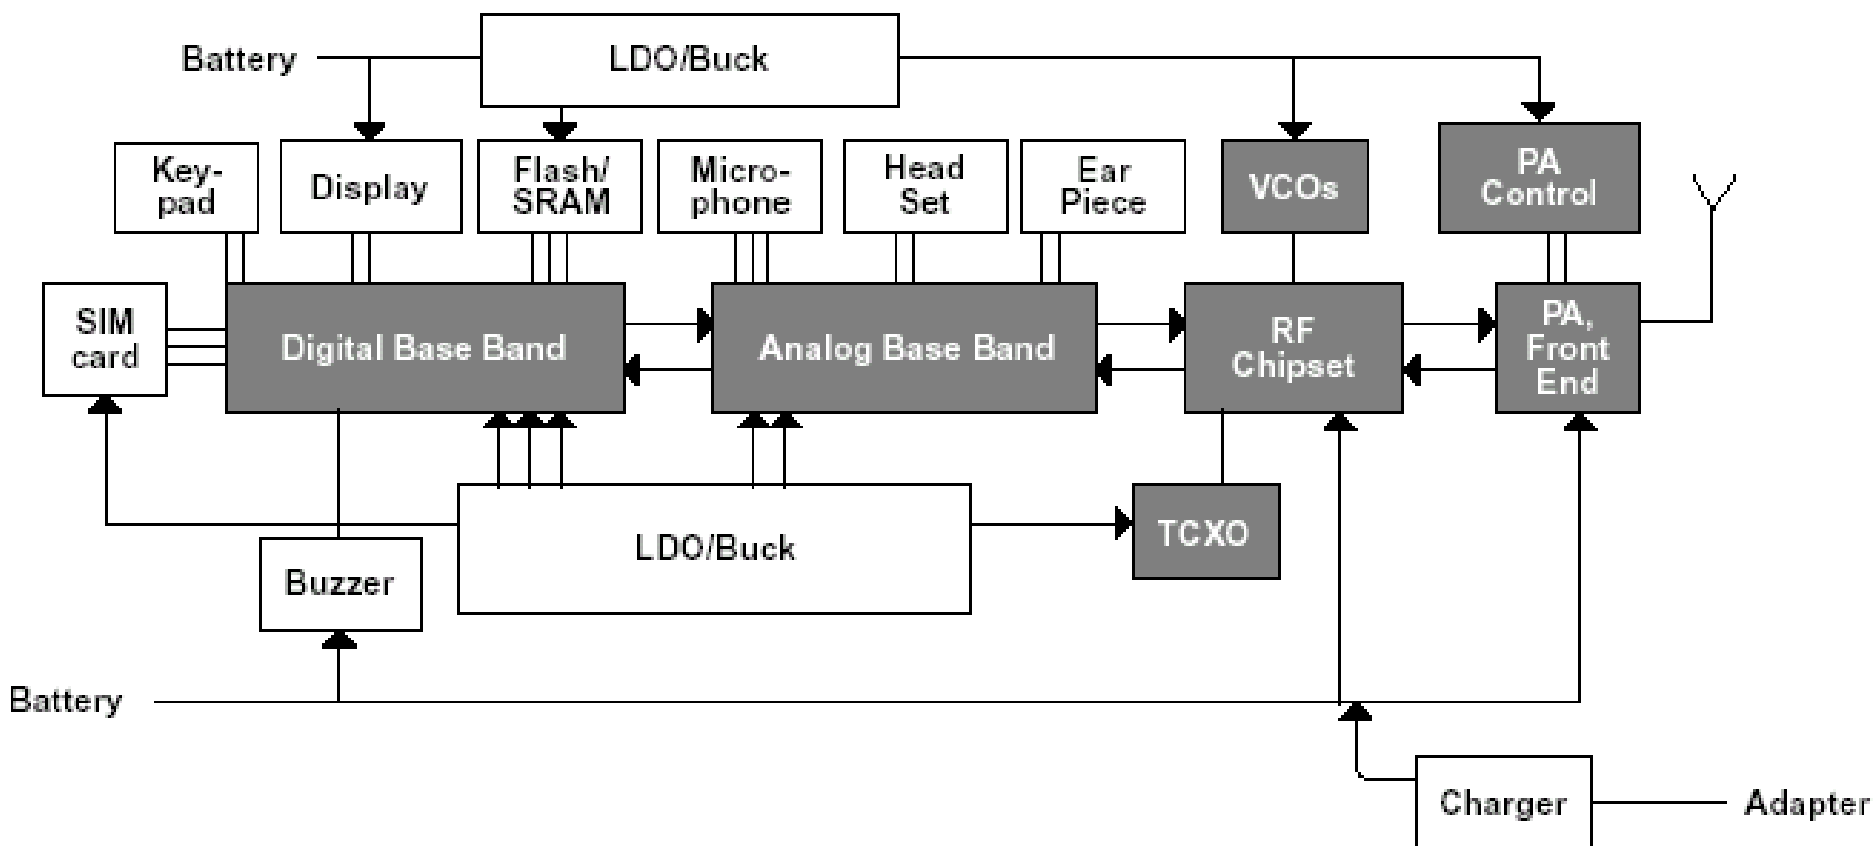 Battery
LDO/Buck
Key-
pad
Display
Flash/
SRAM
Micro-
phone
Head
Set
Ear
Piece
VCOs
PA
Control
SIM
card
Digital Base Band
Analog Base Band
RF
Chipset
PA,
Front
End
LDO/Buck
TCXO
Buzzer
Battery
Charger
Adapter